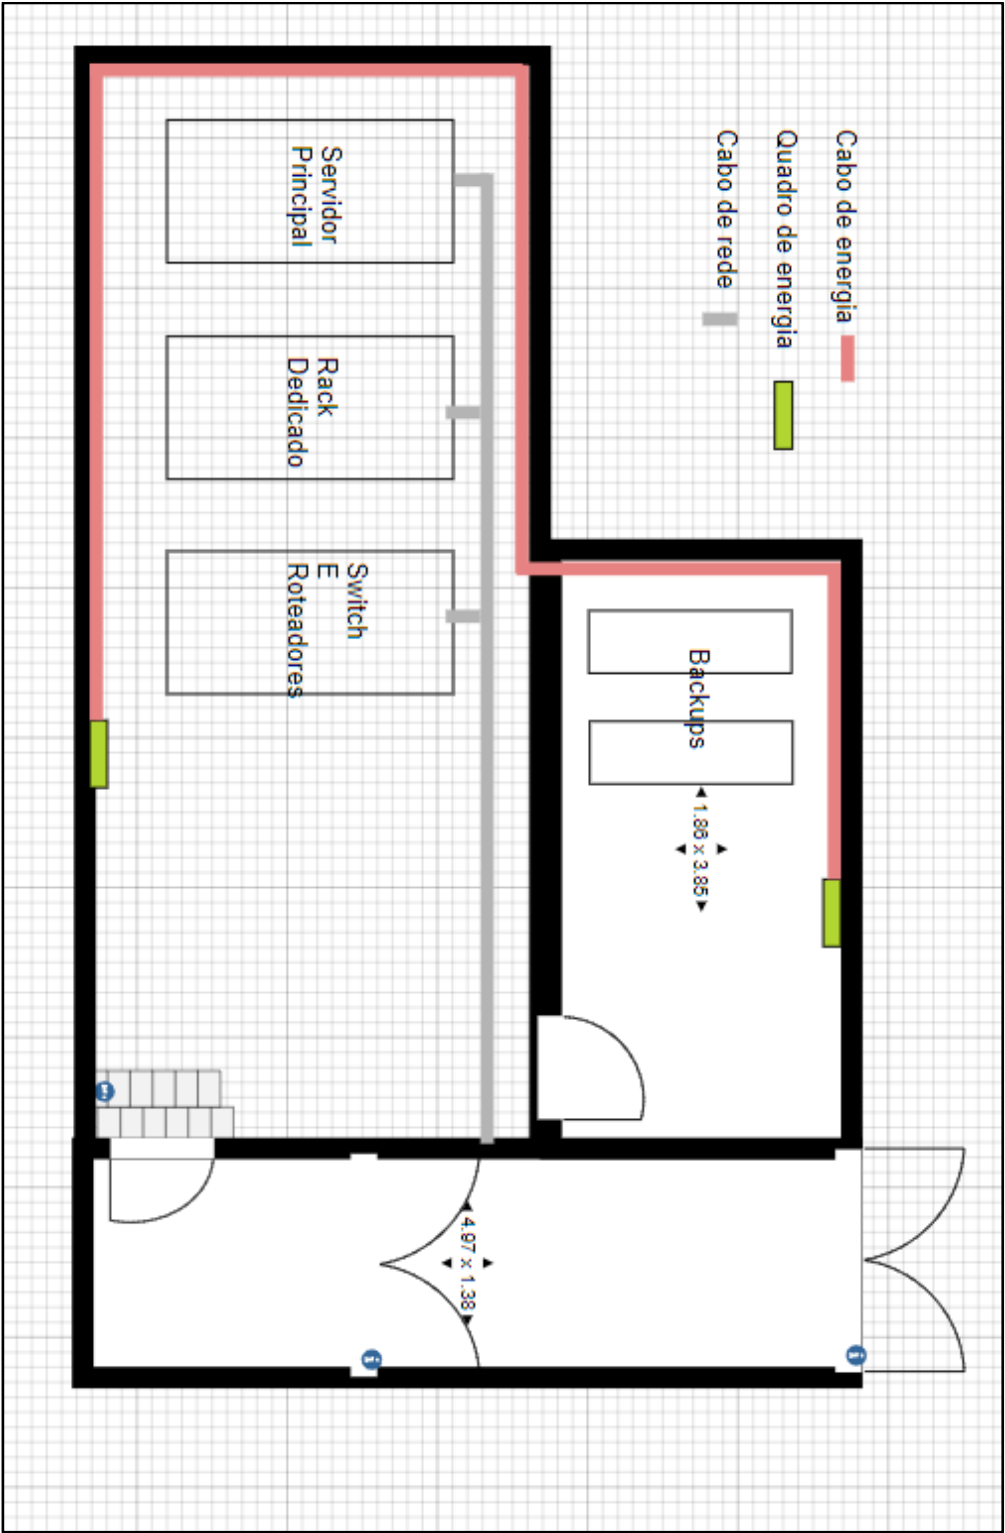 Cabo de energia
Quadro de energia
Cabo de rede
Servidor
Principal
Rack
Dedicado
Switch
E
Roteadores
Backups
1.86 x 3.85
4.97 x 1.38